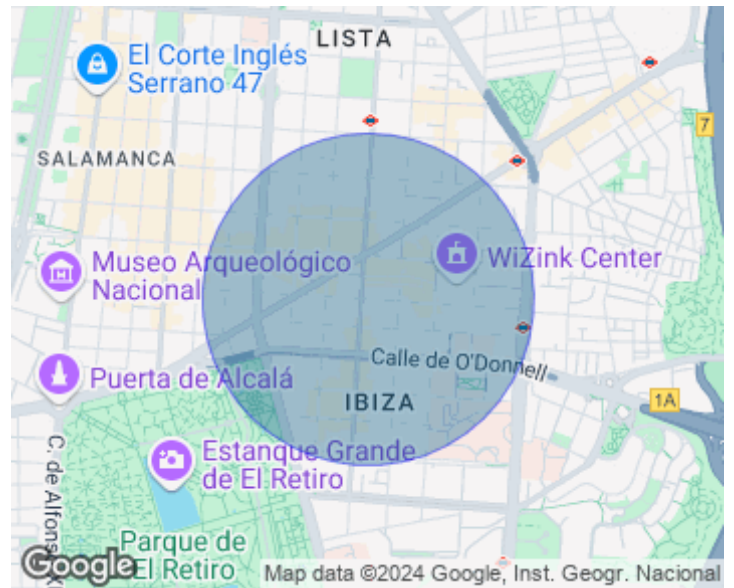 LISTA
El Corte Inglés
Serrano 47
7
SALAMANCA
Museo Arqueológico
Nacional
WiZink Center
Puerta de Alcalá
Calle de O'Donnell
IBIZA
1A
C. de Alfonso X
Estanque Grande
de El Retiro
Parque de
El Retiro
Google
Map data ©2024 Google, Inst. Geogr. Nacional